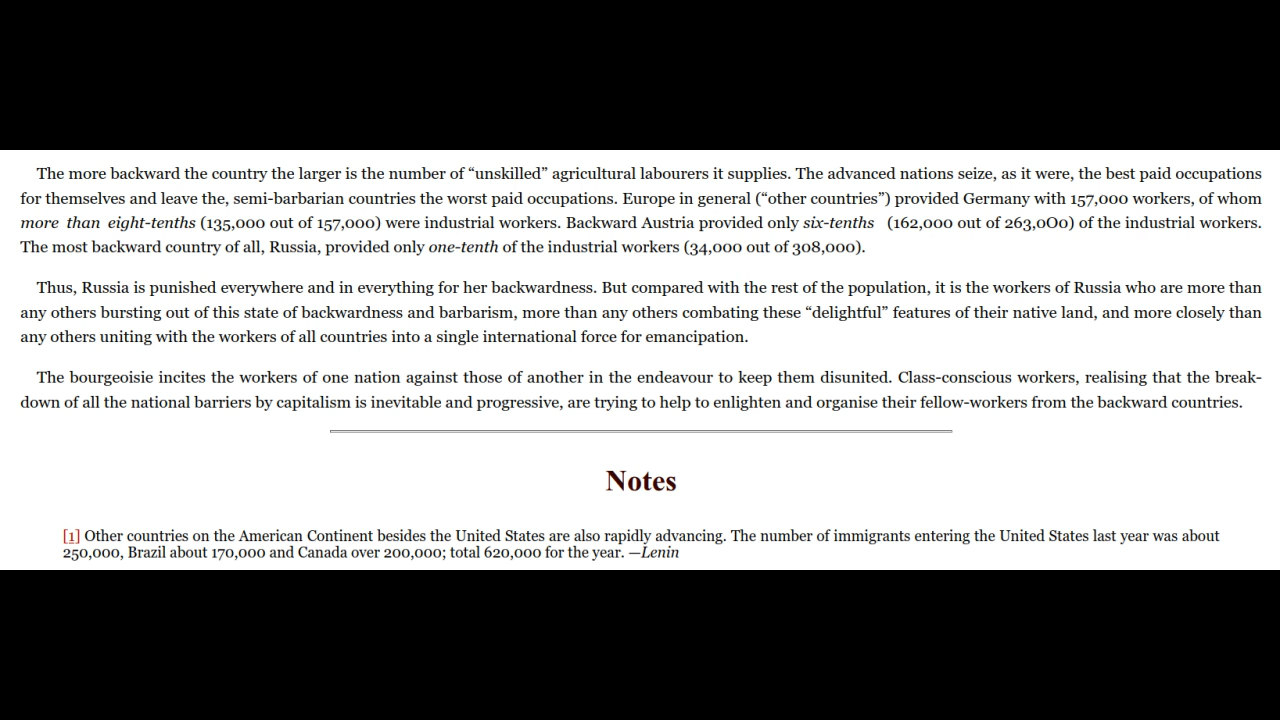 The more backward the country the larger is the number of “unskilled” agricultural labourers it supplies. The advanced nations seize, as it were, the best paid occupations
for themselves and leave the, semi-barbarian countries the worst paid occupations. Europe in general (“other countries”) provided Germany with 157,000 workers, of whom
more than eight-tenths (135,000 out of 157,000) were industrial workers. Backward Austria provided only six-tenths (162,000 out of 263,0O0) of the industrial workers.
The most backward country of all, Russia, provided only one-tenth of the industrial workers (34,000 out of 308,000).
Thus, Russia is punished everywhere and in everything for her backwardness. But compared with the rest of the population, it is the workers of Russia who are more than
any others bursting out of this state of backwardness and barbarism, more than any others combating these “delightful” features of their native land, and more closely than
any others uniting with the workers of all countries into a single international force for emancipation.
The bourgeoisie incites the workers of one nation against those of another in the endeavour to keep them disunited. Class-conscious workers, realising that the break-
down of all the national barriers by capitalism is inevitable and progressive, are trying to help to enlighten and organise their fellow-workers from the backward countries.
Notes
[1] Other countries on the American Continent besides the United States are also rapidly advancing. The number of immigrants entering the United States last year was about
250,000, Brazil about 170,000 and Canada over 200,000; total 620,000 for the year. —Lenin